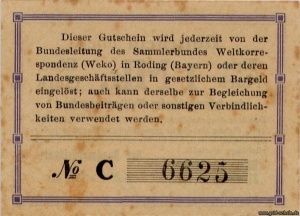 Dieser Gutschein wird jederzeit von der
Bundesleitung des Sammlerbundes Weltkorre-
spondenz (Weko) in Roding (Bayern) oder deren
Landesgeschäftsstellen in gesetzlichem Bargeld
eingelöst; auch kann derselbe zur Begleichung
von Bundesbeiträgen oder sonstigen Verbindlich-
keiten verwendet werden.
№ C 6625